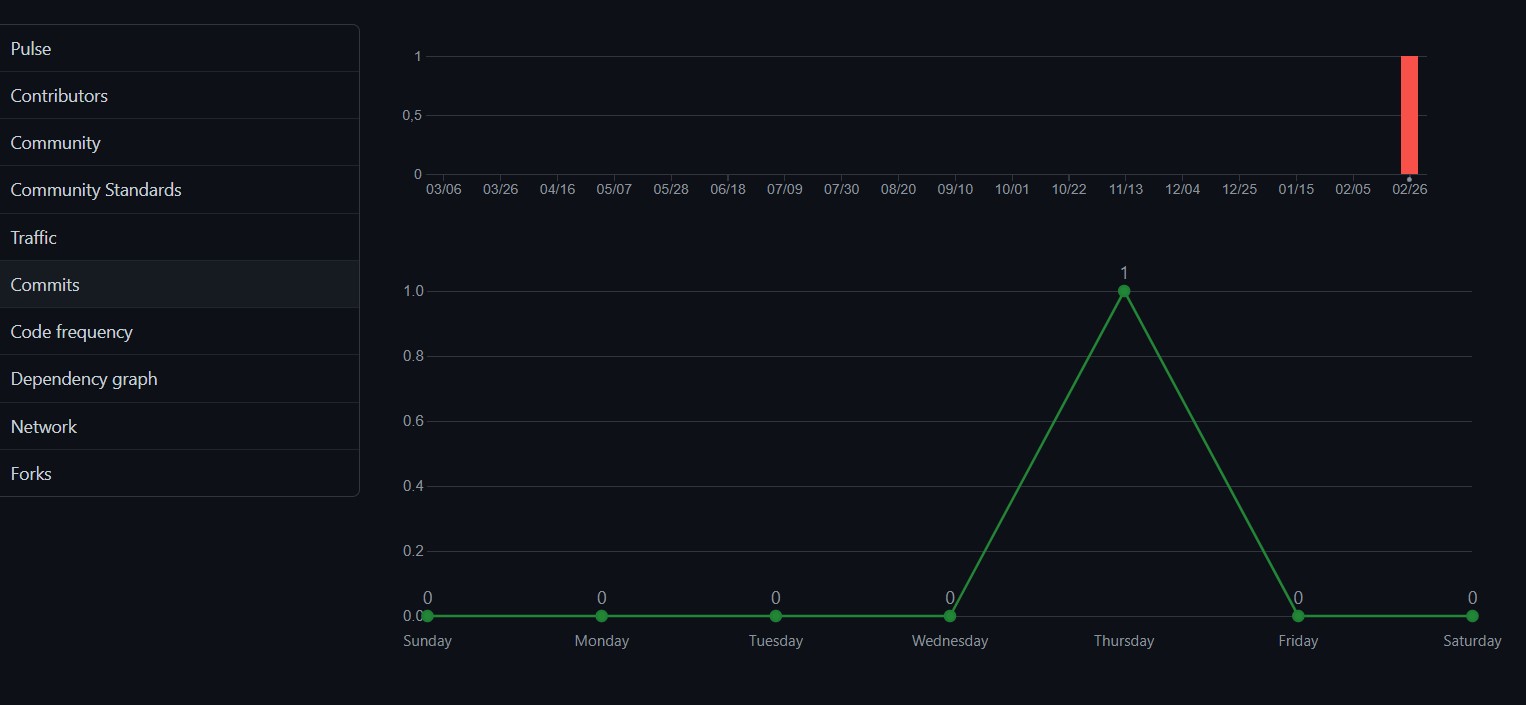 Pulse
Contributors
Community
Community Standards
Traffic
Commits
Code frequency
Dependency graph
Network
Forks
1
0,5
0
03/06 03/26 04/16 05/07 05/28 06/18 07/09 07/30 08/20 09/10 10/01 10/22 11/13 12/04 12/25 01/15 02/05 02/26
1
1.0
0.8
0.6
0.4
0.2
0 0 0 0 0 0
0.0
Sunday Monday Tuesday Wednesday Thursday Friday Saturday